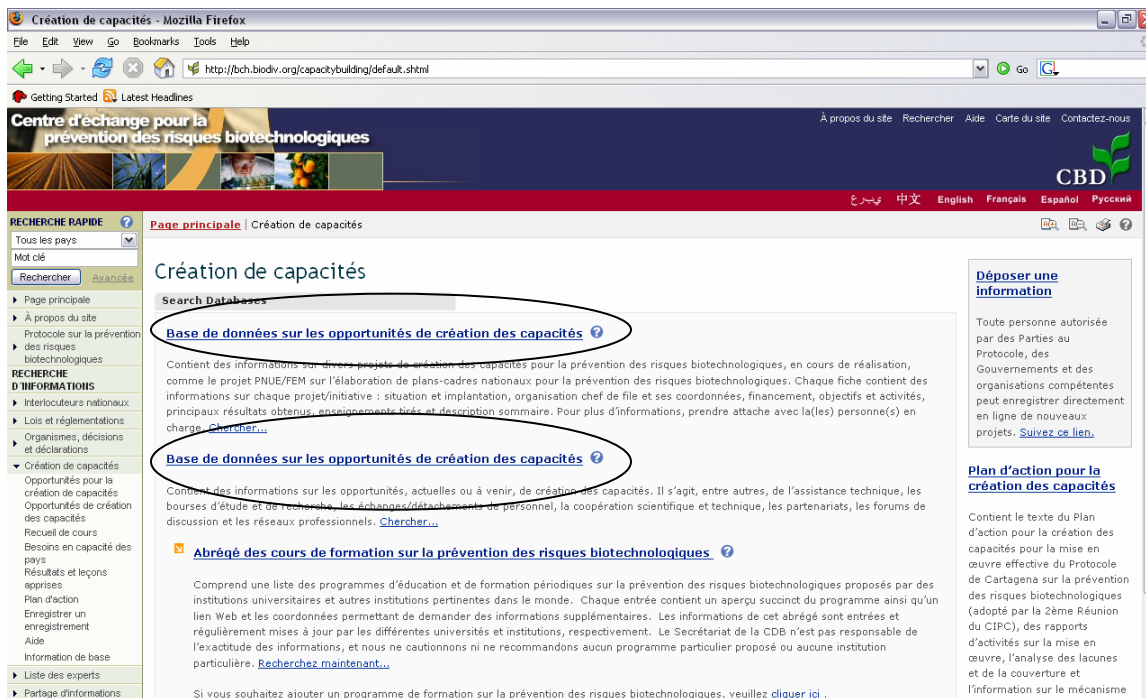 Création de capacités - Mozilla Firefox
File Edit View Go Bookmarks Tools Help
http://bch.biodiv.org/capacitybuilding/default.shtml
Go
Getting Started Latest Headlines
Centre d'échange pour la
prévention des risques biotechnologiques
À propos du site Rechercher Aide Carte du site Contactez-nous
CBD
中文 English Français Español Русский
RECHERCHE RAPIDE
Tous les pays
Mot clé
Rechercher Avancée
Page principale
À propos du site
Protocole sur la prévention
des risques
biotechnologiques
RECHERCHE
D'INFORMATIONS
Interlocuteurs nationaux
Lois et réglementations
Organismes, décisions
et déclarations
Création de capacités
Opportunités pour la
création de capacités
Opportunités de création
des capacités
Recueil de cours
Besoins en capacité des
pays
Résultats et leçons
apprises
Plan d'action
Enregistrer un
enregistrement
Aide
Information de base
Liste des experts
Partage d'informations
Page principale | Création de capacités
Création de capacités
Search Databases
Base de données sur les opportunités de création des capacités
Contient des informations sur divers projets de création des capacités pour la prévention des risques biotechnologiques, en cours de réalisation,
comme le projet PNUE/FEM sur l'élaboration de plans-cadres nationaux pour la prévention des risques biotechnologiques. Chaque fiche contient des
informations sur chaque projet/initiative : situation et implantation, organisation chef de file et ses coordonnées, financement, objectifs et activités,
principaux résultats obtenus, enseignements tirés et description sommaire. Pour plus d'informations, prendre attache avec la(les) personne(s) en
charge. Chercher...
Base de données sur les opportunités de création des capacités
Contient des informations sur les opportunités, actuelles ou à venir, de création des capacités. Il s'agit, entre autres, de l'assistance technique, les
bourses d'étude et de recherche, les échanges/détachements de personnel, la coopération scientifique et technique, les partenariats, les forums de
discussion et les réseaux professionnels. Chercher...
Abrégé des cours de formation sur la prévention des risques biotechnologiques
Comprend une liste des programmes d'éducation et de formation périodiques sur la prévention des risques biotechnologiques proposés par des
institutions universitaires et autres institutions pertinentes dans le monde. Chaque entrée contient un aperçu succinct du programme ainsi qu'un
lien Web et les coordonnées permettant de demander des informations supplémentaires. Les informations de cet abrégé sont entrées et
régulièrement mises à jour par les différentes universités et institutions, respectivement. Le Secrétariat de la CDB n'est pas responsable de
l'exactitude des informations, et nous ne cautionnons ni ne recommandons aucun programme particulier proposé ou aucune institution
particulière. Recherchez maintenant...
Si vous souhaitez ajouter un programme de formation sur la prévention des risques biotechnologiques, veuillez cliquer ici .
Déposer une
information
Toute personne autorisée
par des Parties au
Protocole, des
Gouvernements et des
organisations compétentes
peut enregistrer directement
en ligne de nouveaux
projets. Suivez ce lien.
Plan d'action pour la
création des capacités
Contient le texte du Plan
d'action pour la création des
capacités pour la mise en
œuvre effective du Protocole
de Cartagena sur la prévention
des risques biotechnologiques
(adopté par la 2ème Réunion
du CIPC), des rapports
d'activités sur la mise en
œuvre, l'analyse des lacunes
et de la couverture et
l'information sur le mécanisme